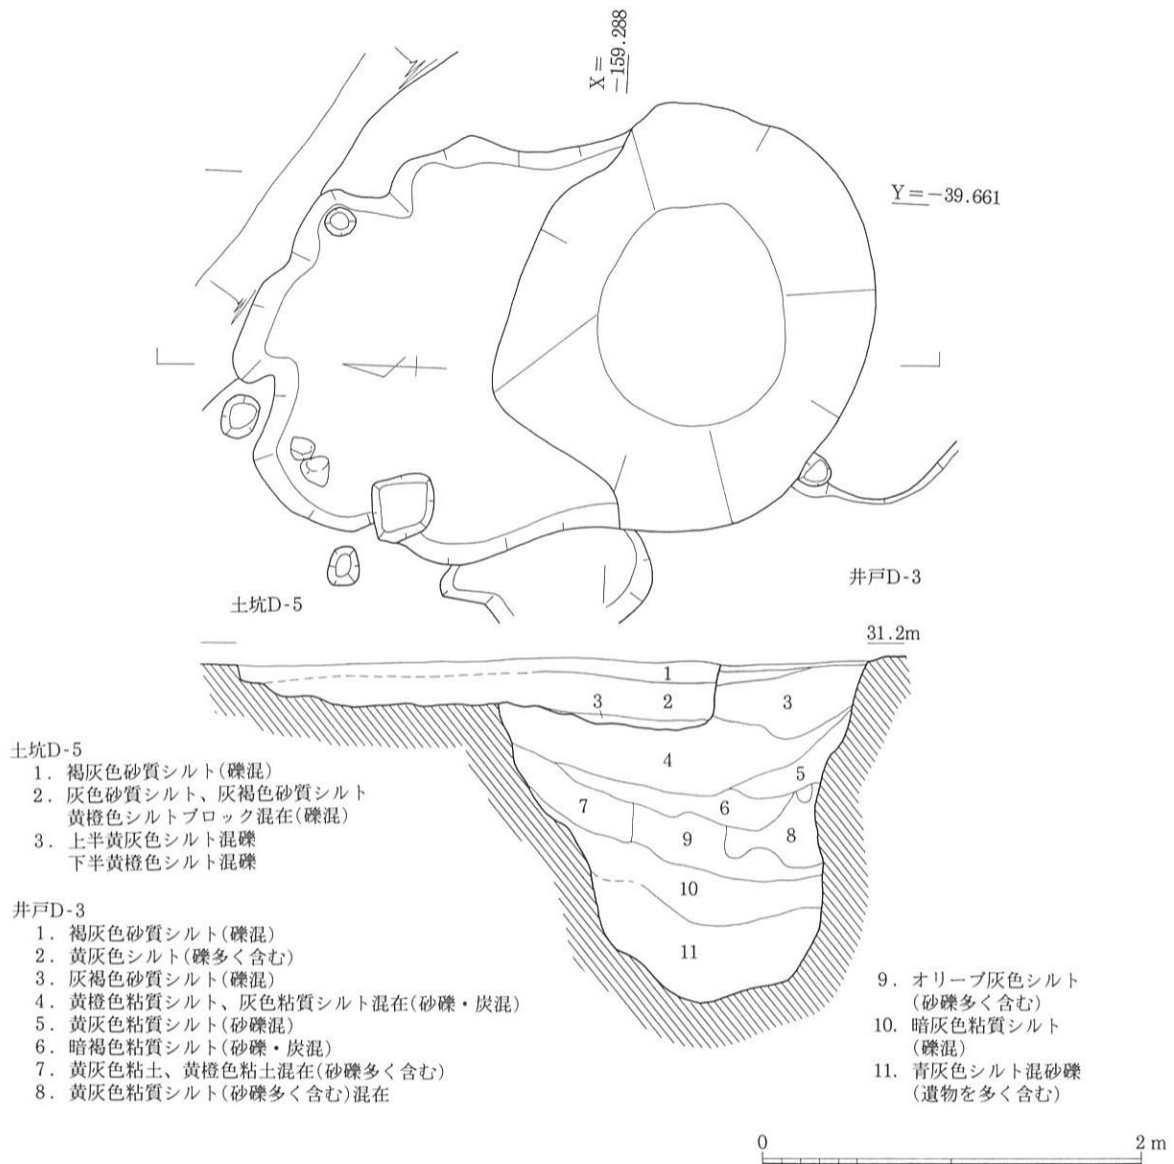 X=
-159.288
Y=-39.661
井戸D-3
土坑D-5
31.2m
1
3
2
3
4
5
7
6
8
9
10
11
土坑D-5
1. 褐灰色砂質シルト(礫混)
2. 灰色砂質シルト、灰褐色砂質シルト
黄橙色シルトブロック混在(礫混)
3. 上半黄灰色シルト混礫
下半黄橙色シルト混礫
井戸D-3
1. 褐灰色砂質シルト(礫混)
2. 黄灰色シルト(礫多く含む)
3. 灰褐色砂質シルト(礫混)
4. 黄橙色粘質シルト、灰色粘質シルト混在(砂礫・炭混)
5. 黄灰色粘質シルト(砂礫混)
6. 暗褐色粘質シルト(砂礫・炭混)
7. 黄灰色粘土、黄橙色粘土混在(砂礫多く含む)
8. 黄灰色粘質シルト(砂礫多く含む)混在
9. オリーブ灰色シルト
(砂礫多く含む)
10. 暗灰色粘質シルト
(礫混)
11. 青灰色シルト混砂礫
(遺物を多く含む)
0 2 m